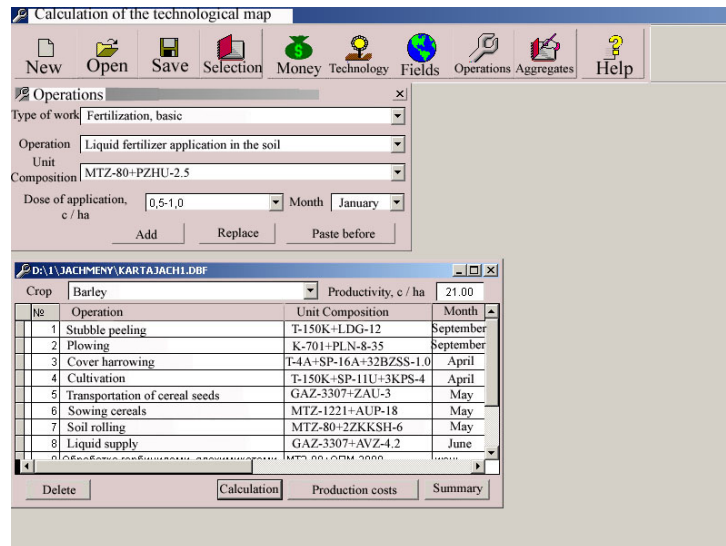 Calculation of the technological map
New Open Save Selection Money Technology Fields Operations Aggregates Help
Operations
Type of work Fertilization, basic
Operation Liquid fertilizer application in the soil
Unit
Composition MTZ-80+PZHU-2.5
Dose of application,
c / ha 0,5-1,0 Month January
Add Replace Paste before
D:\1\JACHMENY\KARTAJACH1.DBF
Crop Barley Productivity, c / ha 21.00
№ Operation Unit Composition Month
1 Stubble peeling T-150K+LDG-12 September
2 Plowing K-701+PLN-8-35 September
3 Cover harrowing T-4A+SP-16A+32BZSS-1.0 April
4 Cultivation T-150K+SP-11U+3KPS-4 April
5 Transportation of cereal seeds GAZ-3307+ZAU-3 May
6 Sowing cereals MTZ-1221+AUP-18 May
7 Soil rolling MTZ-80+2ZKKSH-6 May
8 Liquid supply GAZ-3307+AVZ-4.2 June
Delete Calculation Production costs Summary